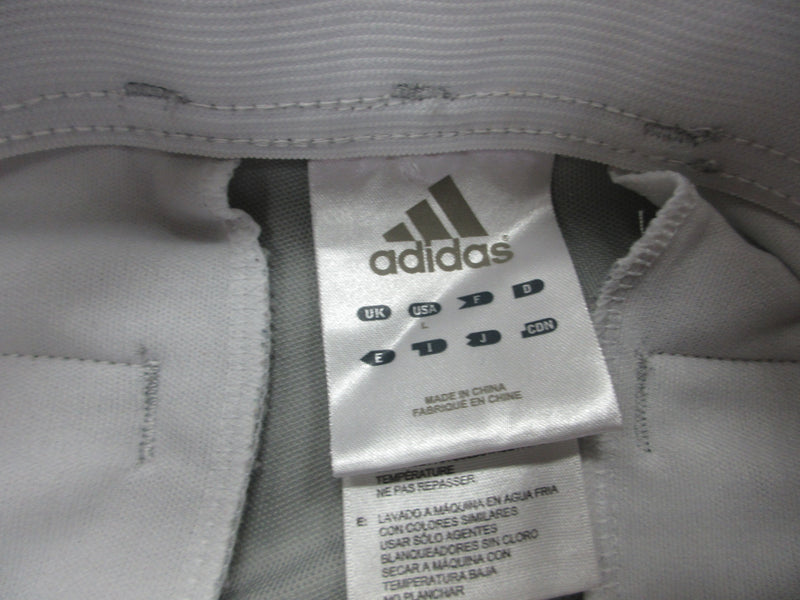 adidas
UK USA F D
L
E I J CDN
MADE IN CHINA
FABRIQUÉ EN CHINE
TEMPÉRATURE
NE PAS REPASSER.
E: LAVADO A MÁQUINA EN AGUA FRIA
CON COLORES SIMILARES
USAR SÓLO AGENTES
BLANQUEADORES SIN CLORO
SECAR A MÁQUINA CON
TEMPERATURA BAJA
NO PLANCHAR